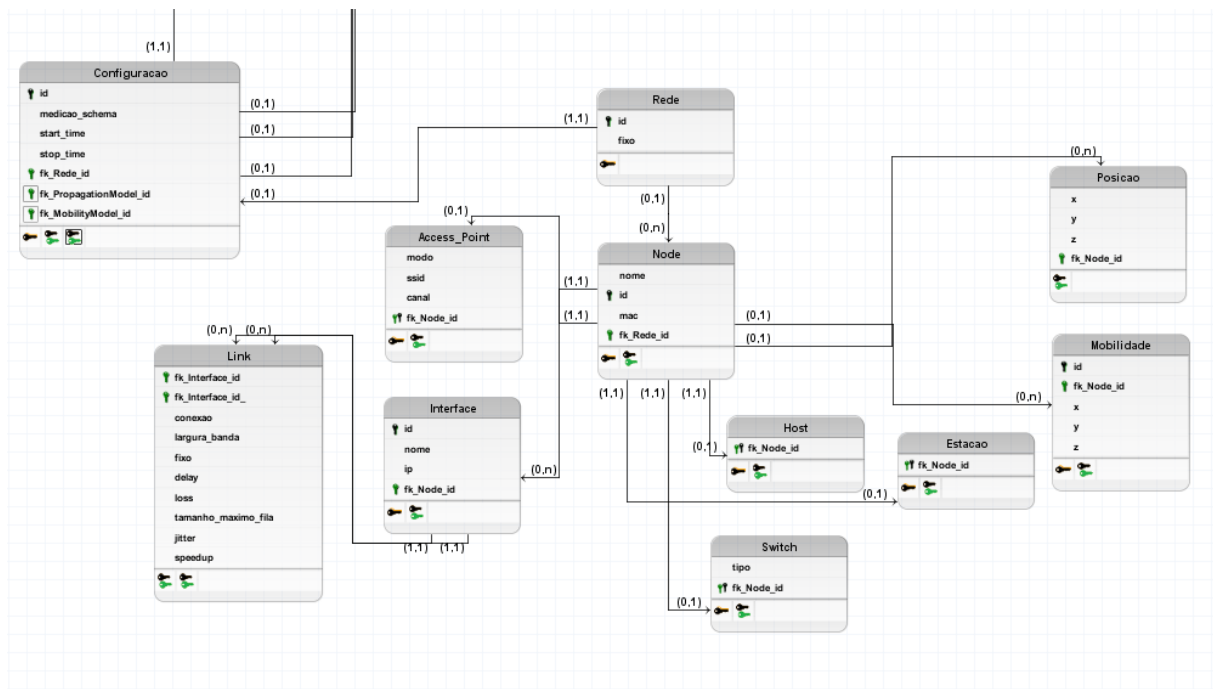 (1,1)
Configuracao
id
medicao_schema
start_time
stop_time
fk_Rede_id
fk_PropagationModel_id
fk_MobilityModel_id
(0,1)
(0,1)
(0,1)
(0,1)
(1,1)
Rede
id
fixo
(0,1)
(0,n)
(0,1)
Access_Point
modo
ssid
canal
fk_Node_id
(1,1)
(1,1)
Node
nome
id
mac
fk_Rede_id
(0,1)
(0,1)
(0,n)
Posicao
x
y
z
fk_Node_id
(0,n)
Mobilidade
id
fk_Node_id
x
y
z
(0,n)
(0,n)
Link
fk_Interface_id
fk_Interface_id_
conexao
largura_banda
fixo
delay
loss
tamanho_maximo_fila
jitter
speedup
Interface
id
nome
ip
fk_Node_id
(0,n)
(1,1)
(1,1)
(1,1)
(1,1)
(1,1)
(0,1)
Host
fk_Node_id
(0,1)
Estacao
fk_Node_id
(0,1)
Switch
tipo
fk_Node_id